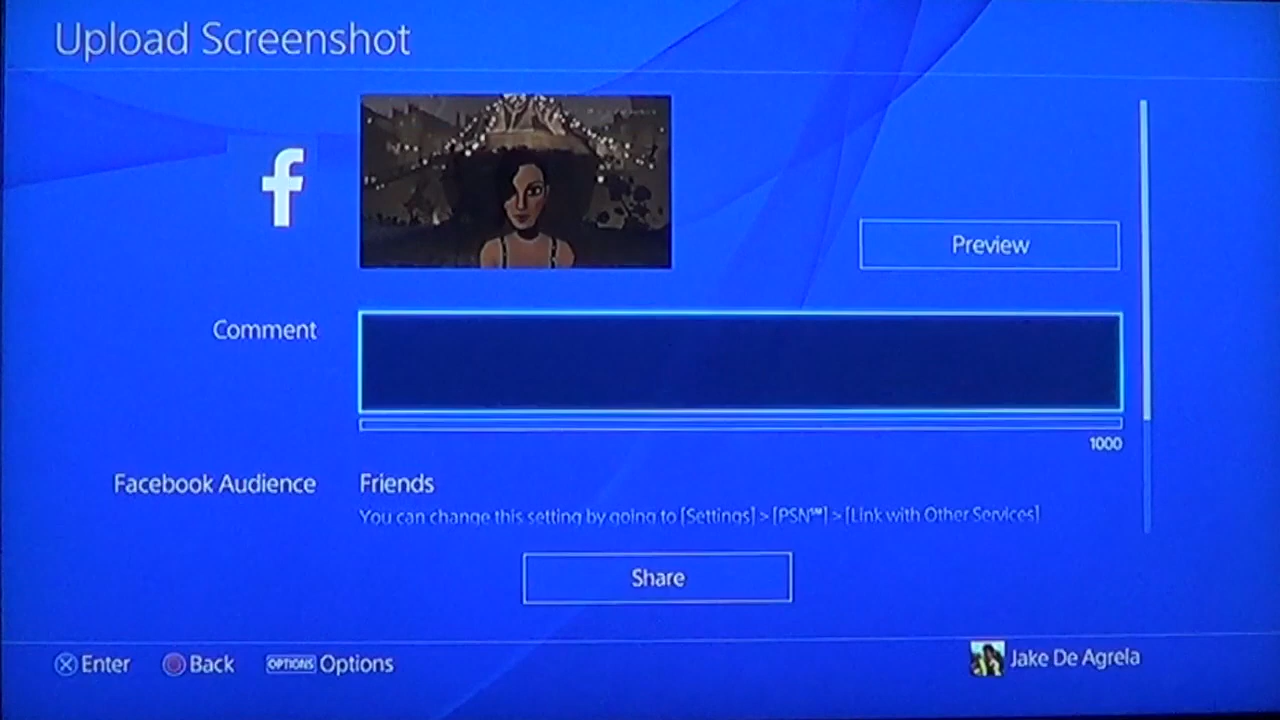 Upload Screenshot
f
Preview
Comment
1000
Facebook Audience
Friends
You can change this setting by going to [Settings] > [PSN℠] > [Link with Other Services]
Share
Enter
Back
OPTIONS Options
Jake De Agrela